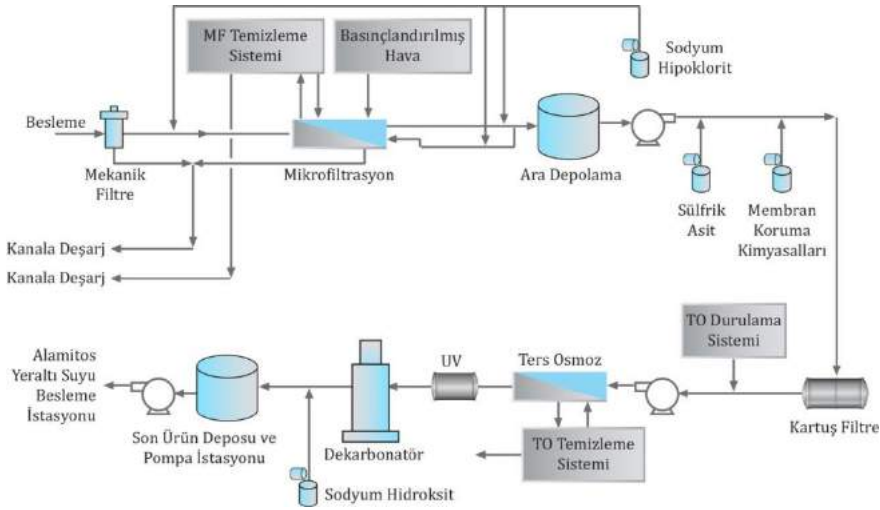 MF Temizleme
Sistemi
Basınçlandırılmış
Hava
Sodyum
Hipoklorit
Besleme
Mekanik
Filtre
Mikrofiltrasyon
Ara Depolama
Sülfrik
Asit
Membran
Koruma
Kimyasalları
Kanala Deşarj
Kanala Deşarj
TO Durulama
Sistemi
Alamitos
Yeraltı Suyu
Besleme
İstasyonu
UV
Ters Osmoz
Kartuş Filtre
Son Ürün Deposu ve
Pompa İstasyonu
Dekarbonatör
TO Temizleme
Sistemi
Sodyum Hidroksit